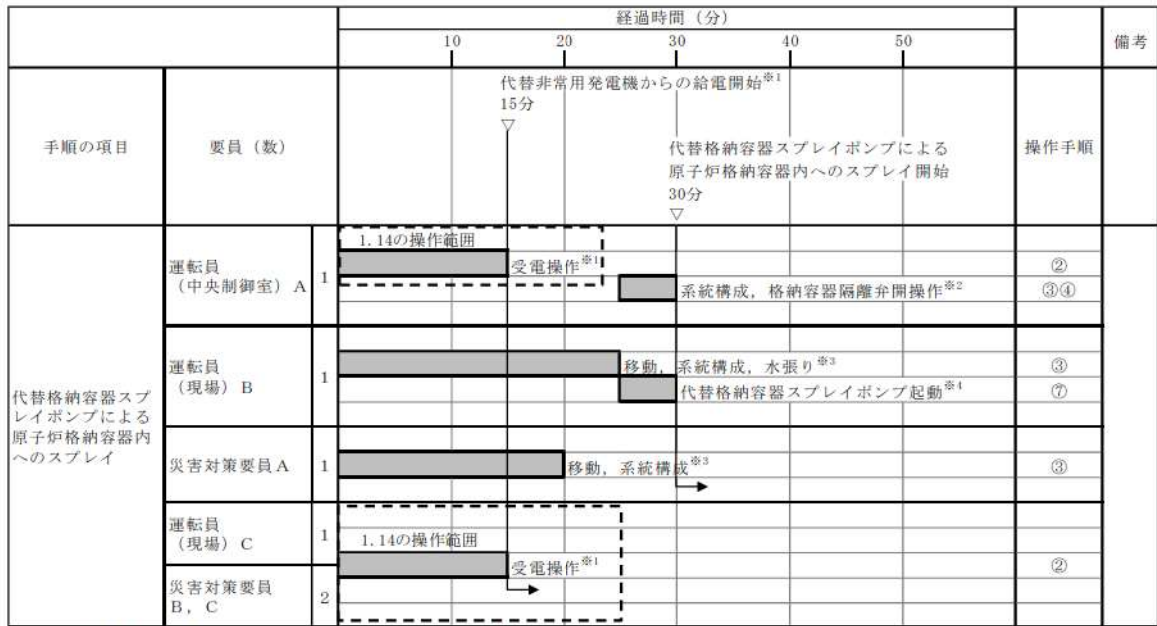 経過時間（分）
10
20
30
40
50
備考
手順の項目
要員（数）
操作手順
代替非常用発電機からの給電開始※1
15分
▽
代替格納容器スプレイポンプによる
原子炉格納容器内へのスプレイ開始
30分
▽
代替格納容器スプ
レイポンプによる
原子炉格納容器内
へのスプレイ
運転員
（中央制御室）A
1
1.14の操作範囲
受電操作※1
②
系統構成，格納容器隔離弁開操作※2
③④
運転員
（現場）B
1
移動，系統構成，水張り※3
③
代替格納容器スプレイポンプ起動※4
⑦
災害対策要員A
1
移動，系統構成※3
③
運転員
（現場）C
1
1.14の操作範囲
受電操作※1
②
災害対策要員
B，C
2